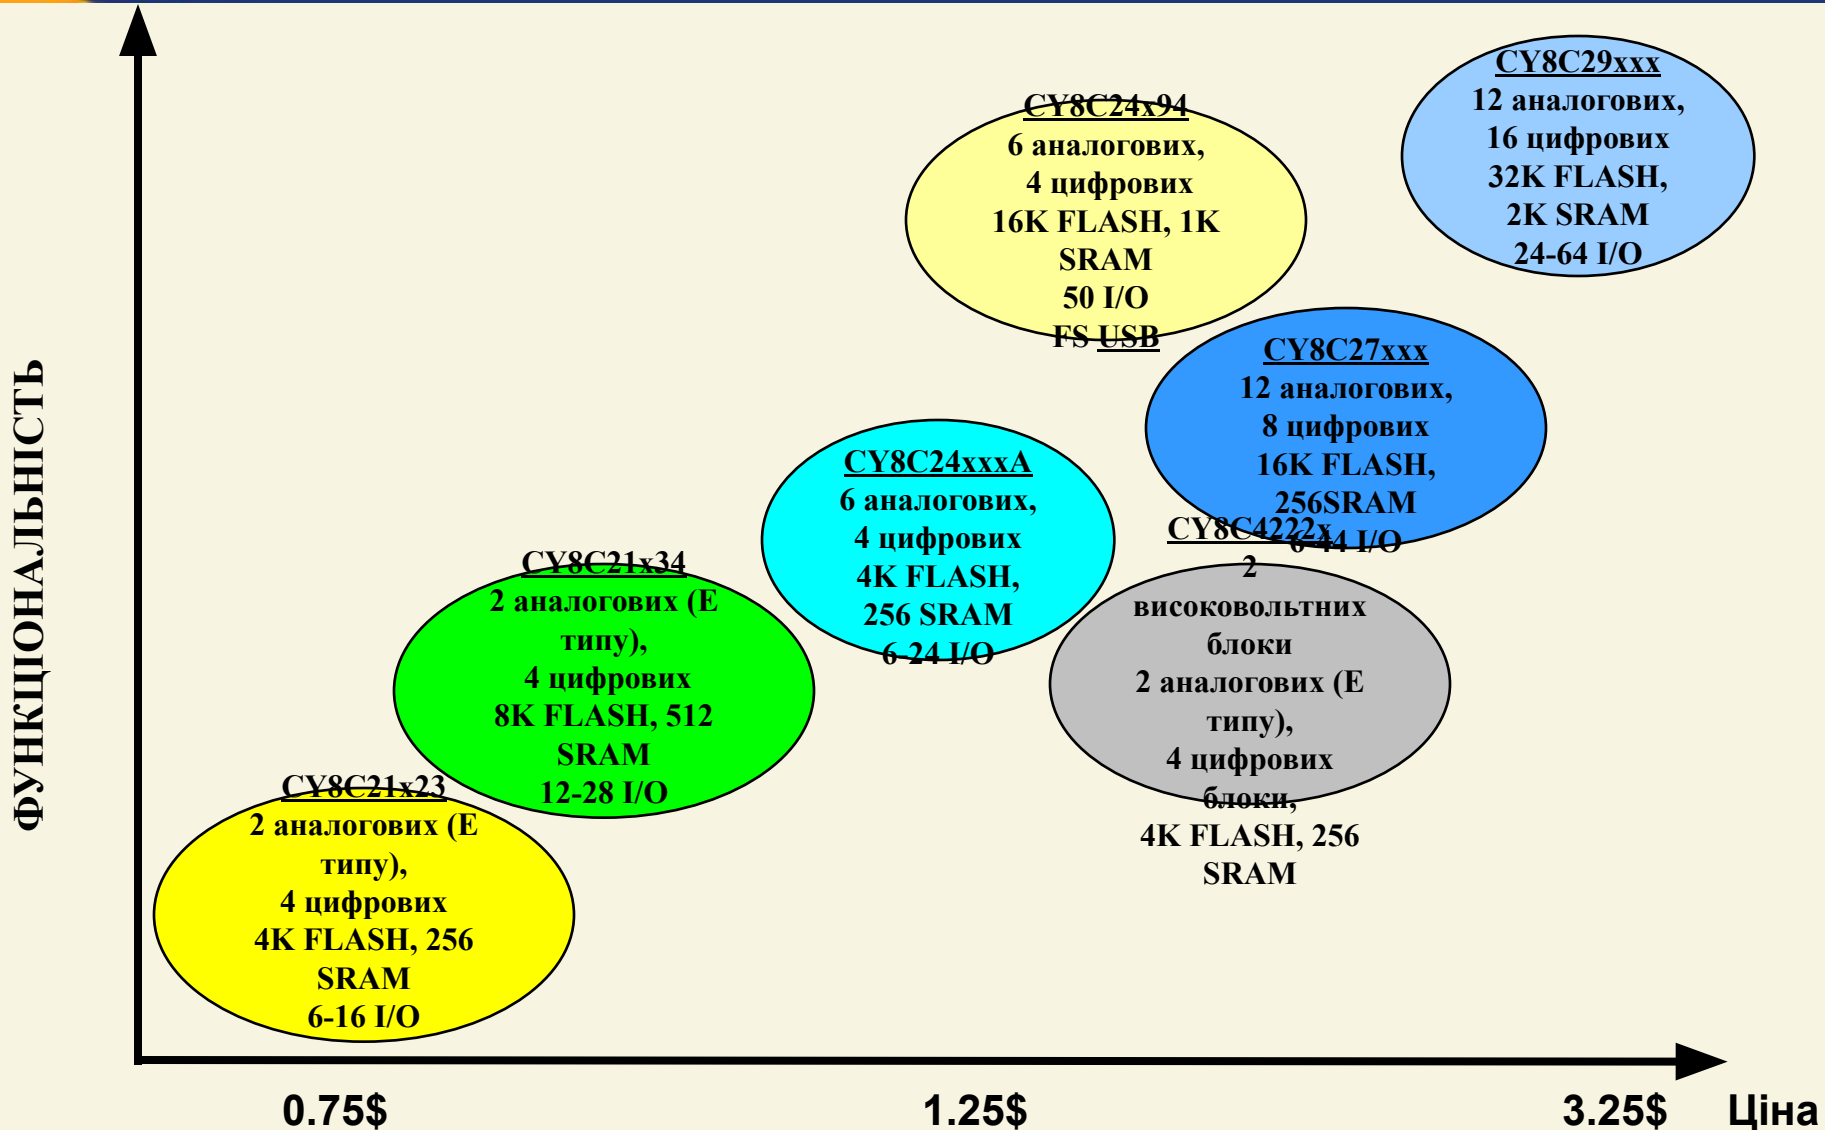 ФУНКЦІОНАЛЬНІСТЬ
CY8C29xxx
12 аналогових,
16 цифрових
32K FLASH,
2K SRAM
24-64 I/O
CY8C24x94
6 аналогових,
4 цифрових
16K FLASH, 1K
SRAM
50 I/O
FS USB
CY8C27xxx
12 аналогових,
8 цифрових
16K FLASH,
256SRAM
6-44 I/O
CY8C24xxxA
6 аналогових,
4 цифрових
4K FLASH,
256 SRAM
6-24 I/O
CY8C4222x
2
високовольтних
блоки
2 аналогових (Е
типу),
4 цифрових
блоки,
4K FLASH, 256
SRAM
CY8C21x34
2 аналогових (Е
типу),
4 цифрових
8K FLASH, 512
SRAM
12-28 I/O
CY8C21x23
2 аналогових (Е
типу),
4 цифрових
4K FLASH, 256
SRAM
6-16 I/O
0.75$ 1.25$ 3.25$ Ціна